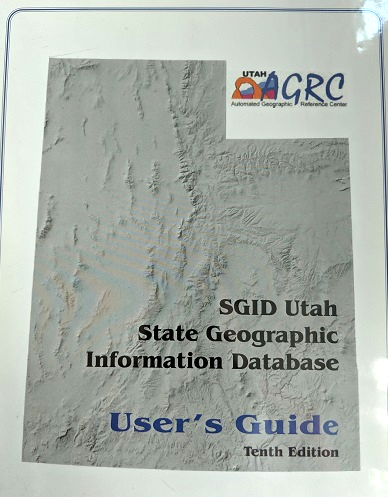 UTAH
AGRC
Automated Geographic Reference Center
SGID Utah
State Geographic
Information Database
User's Guide
Tenth Edition